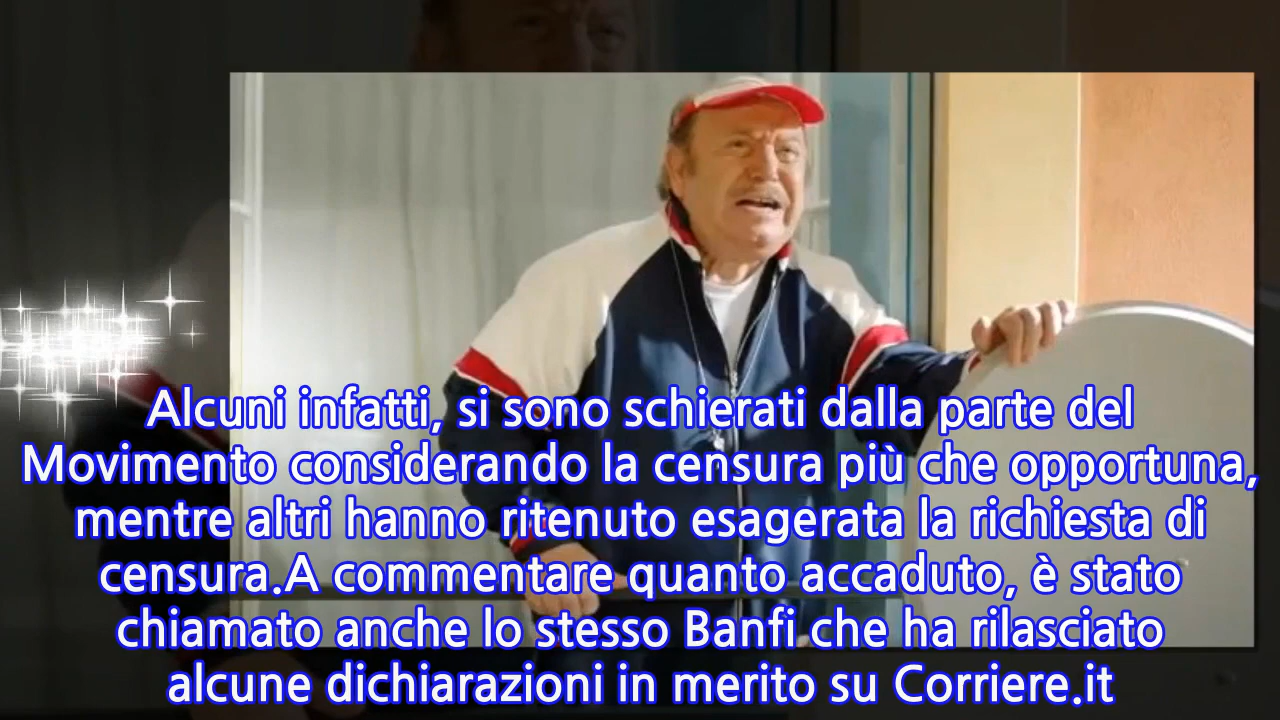 Alcuni infatti, si sono schierati dalla parte del
Movimento considerando la censura più che opportuna,
mentre altri hanno ritenuto esagerata la richiesta di
censura.A commentare quanto accaduto, è stato
chiamato anche lo stesso Banfi che ha rilasciato
alcune dichiarazioni in merito su Corriere.it